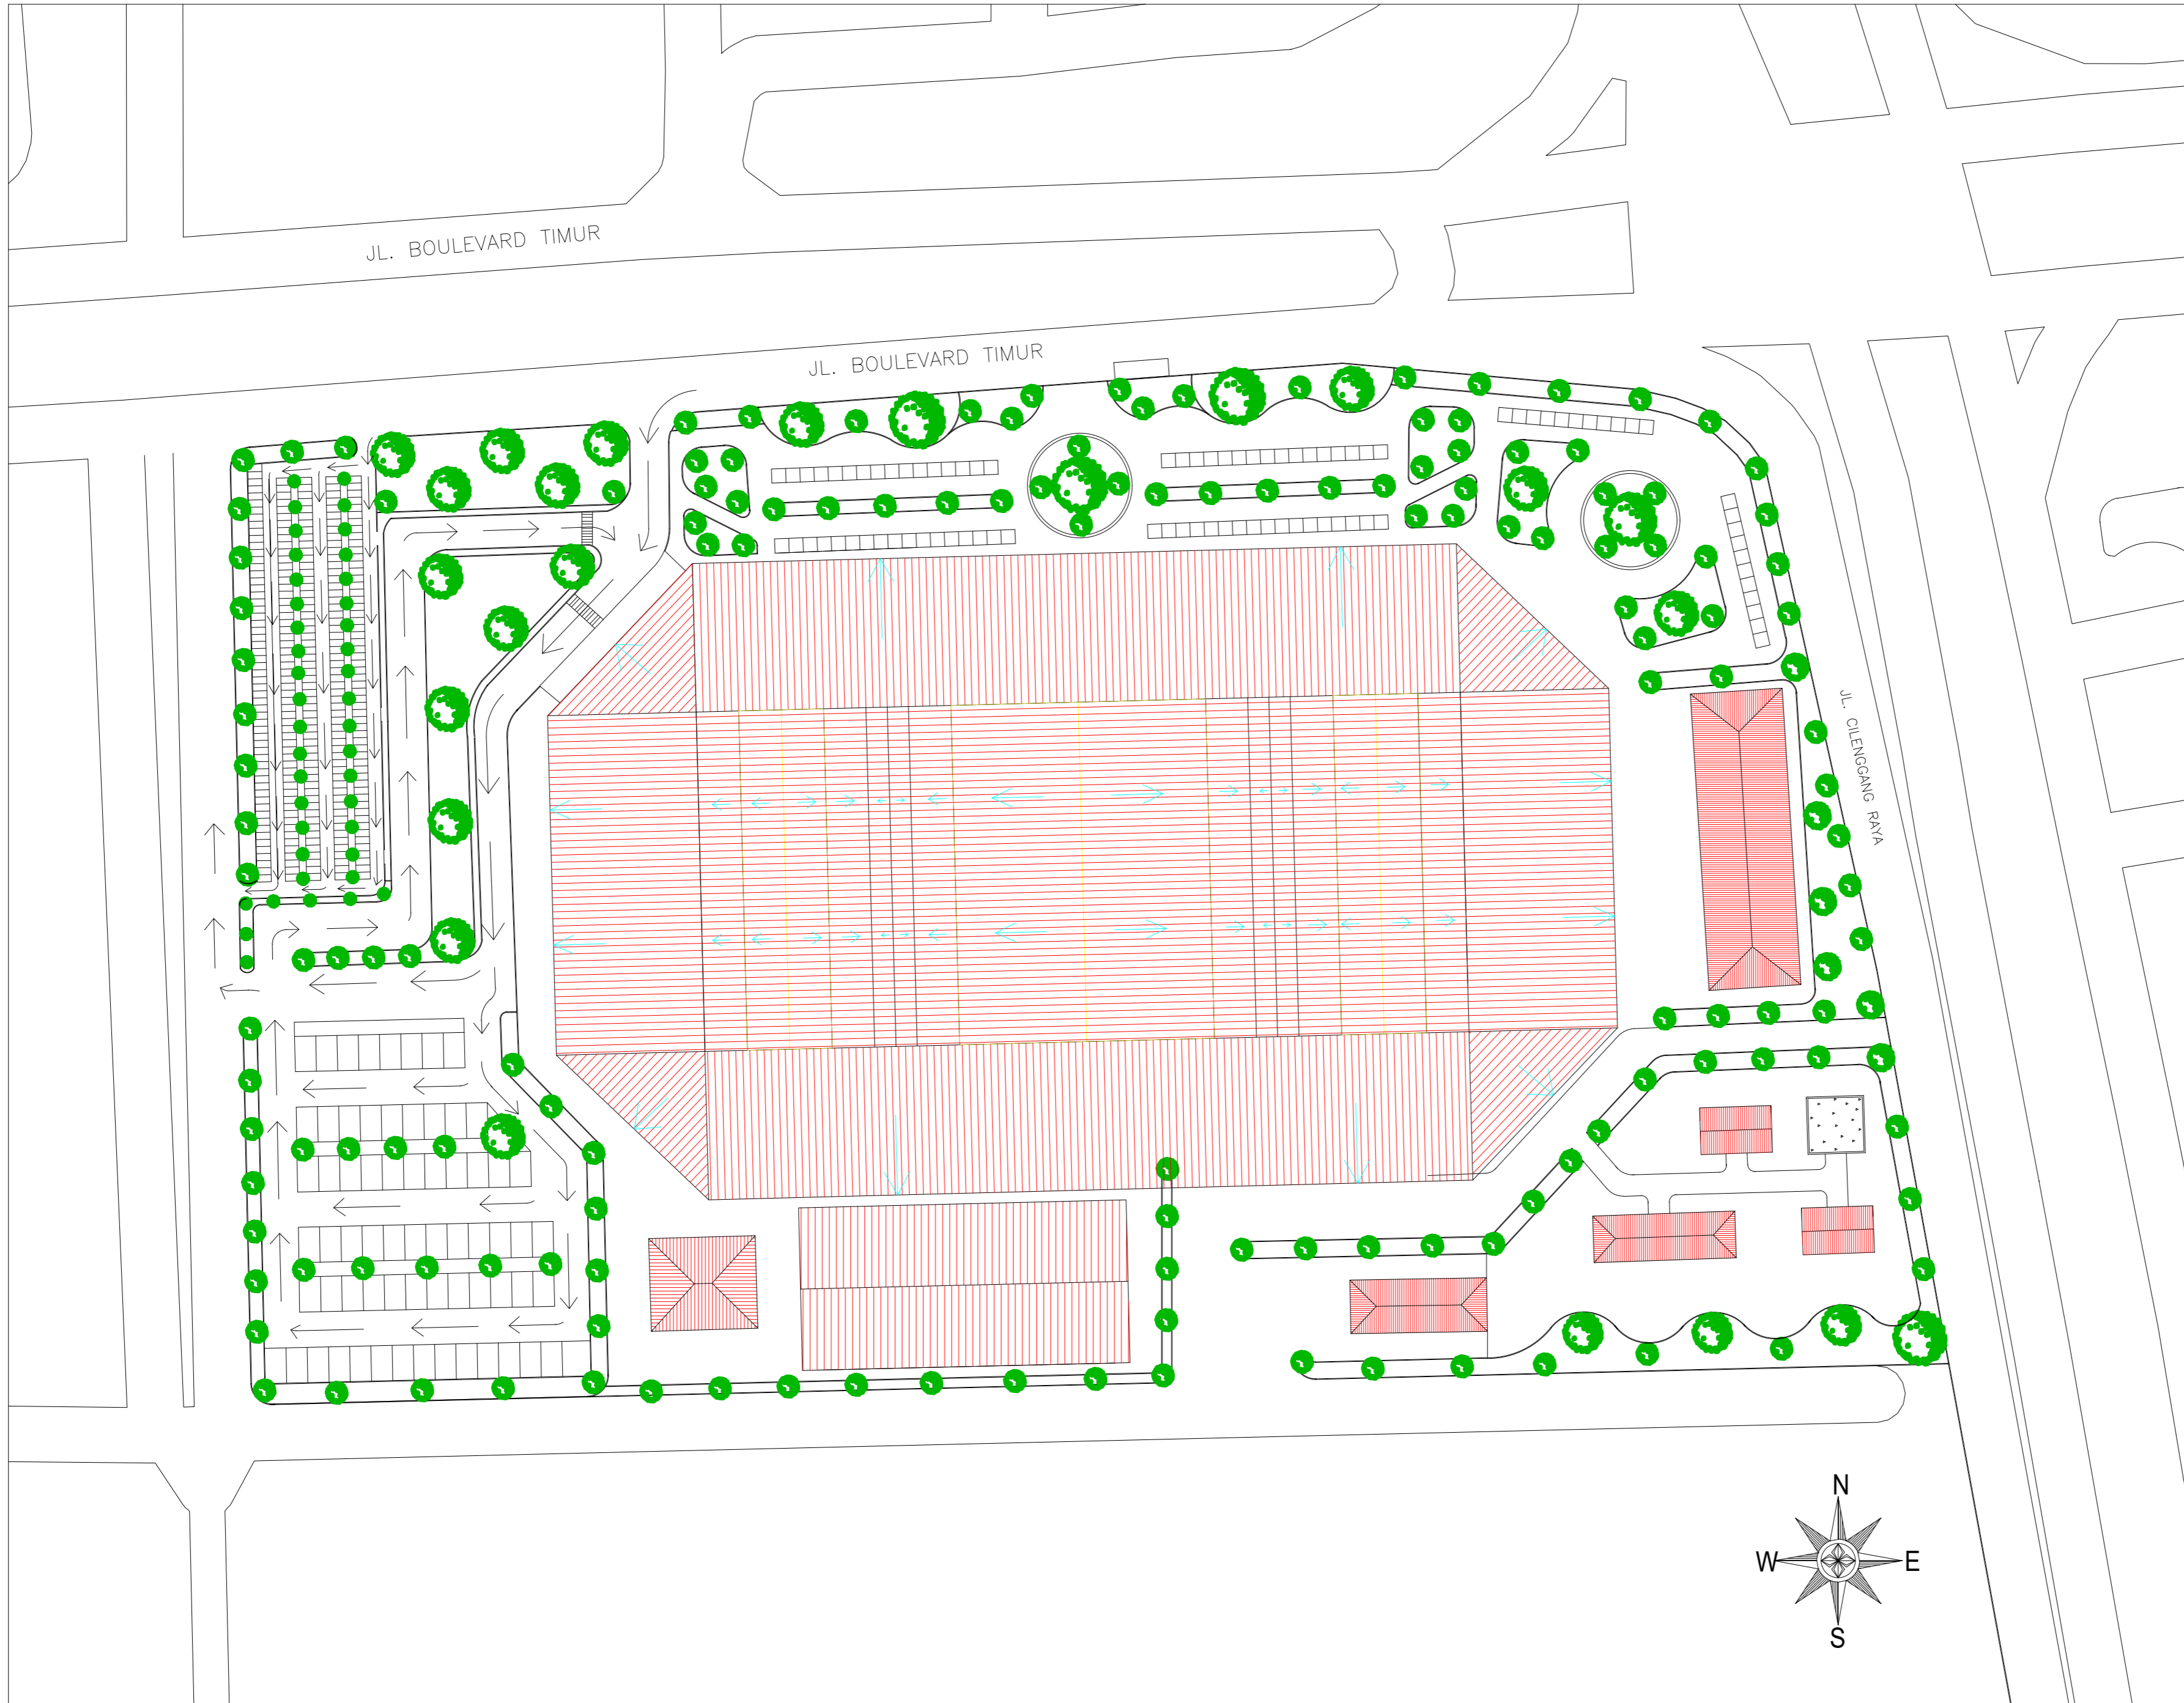 JL. BOULEVARD TIMUR
JL. BOULEVARD TIMUR
JL. CILENGGANG RAYA
N
W
E
S